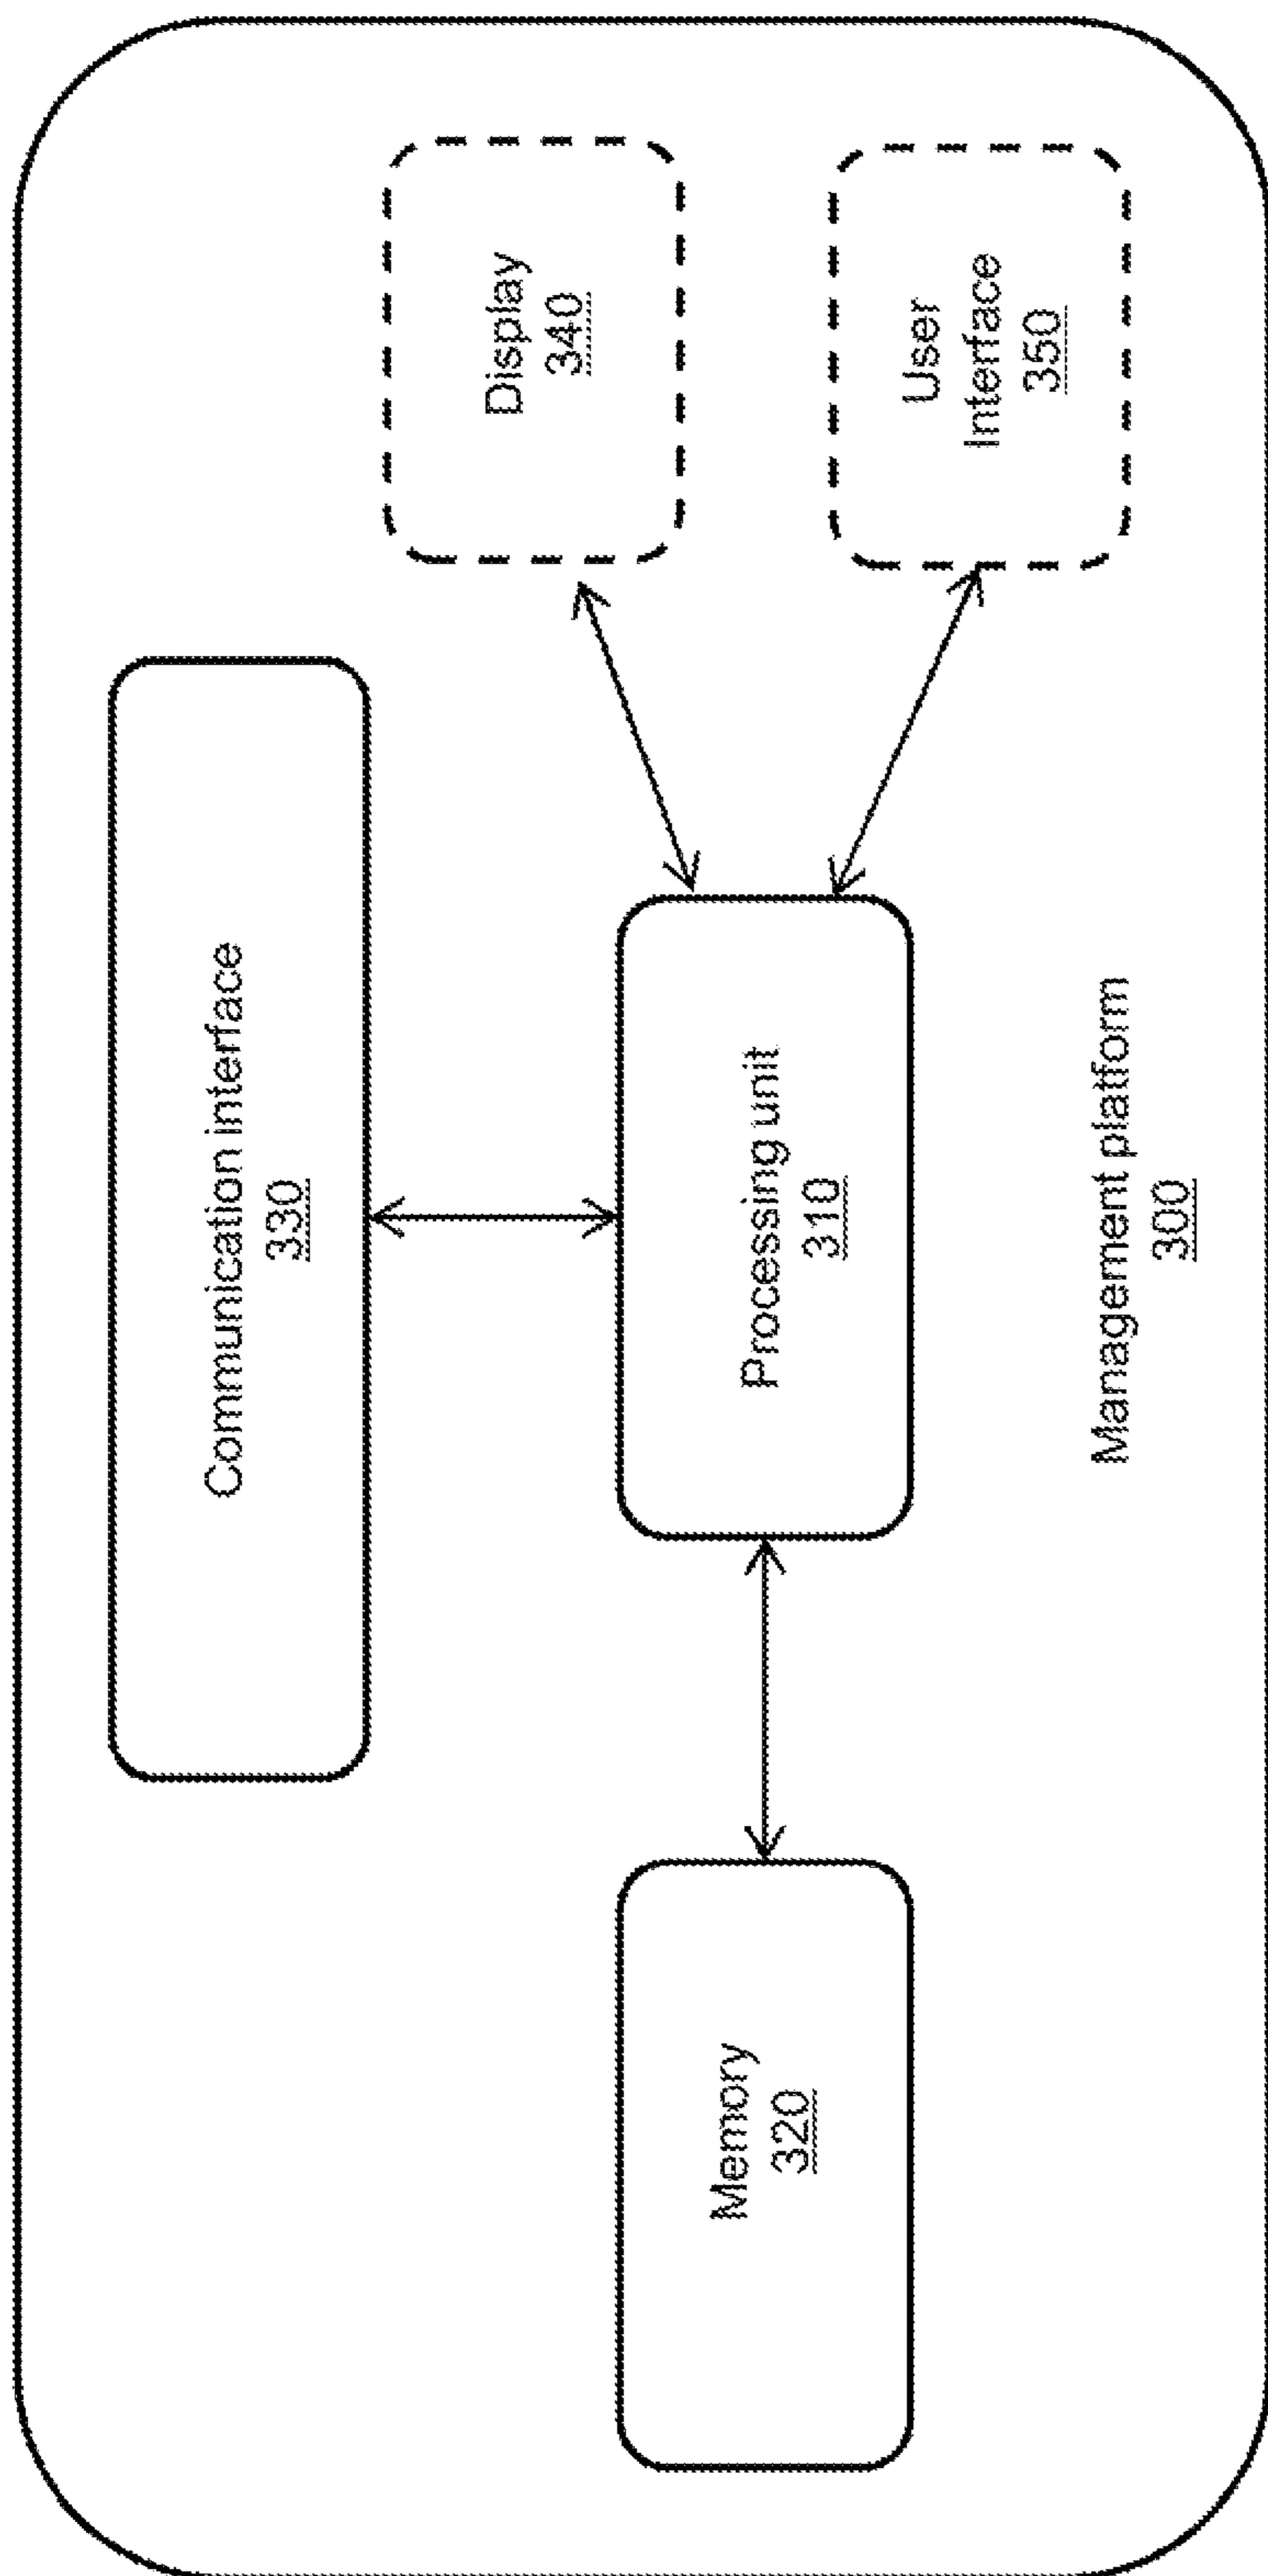 Communication interface
330
Display
340
Memory
320
Processing unit
310
User
Interface
350
Management platform
300